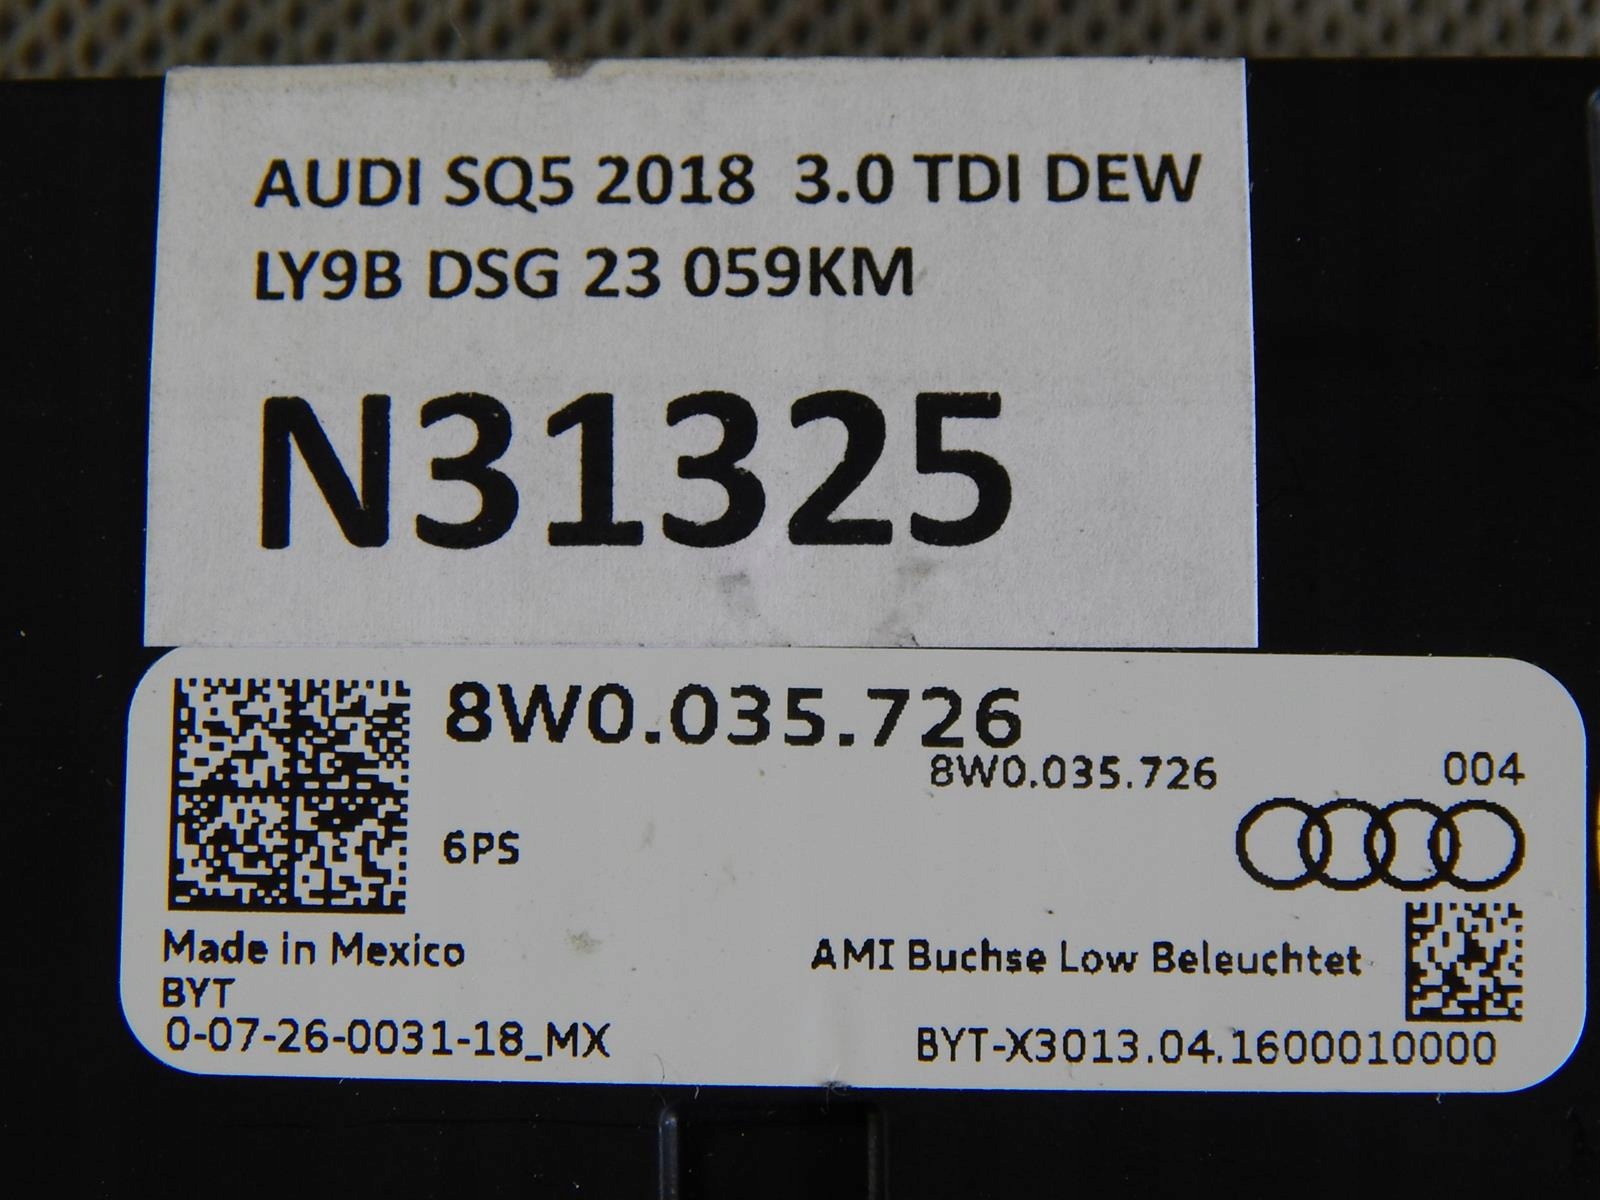 AUDI SQ5 2018 3.0 TDI DEW
LY9B DSG 23 059KM
N31325
8W0.035.726
8W0.035.726 004
6PS
Made in Mexico
AMI Buchse Low Beleuchtet
BYT
0-07-26-0031-18_MX
BYT-X3013.04.1600010000